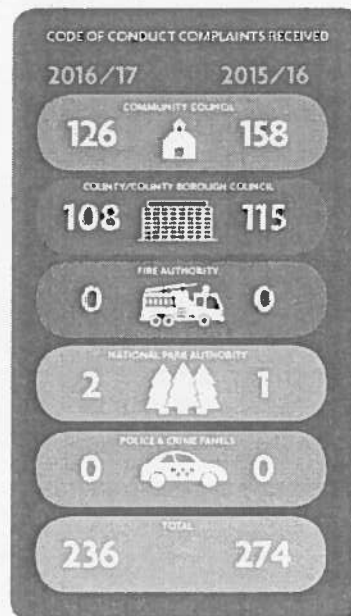 CODE OF CONDUCT COMPLAINTS RECEIVED
2016/17 2015/16
COMMUNITY COUNCIL
126 158
COUNTY/COUNTY BOROUGH COUNCIL
108 115
FIRE AUTHORITY
0 0
NATIONAL PARK AUTHORITY
2 1
POLICE & CRIME PANELS
0 0
TOTAL
236 274